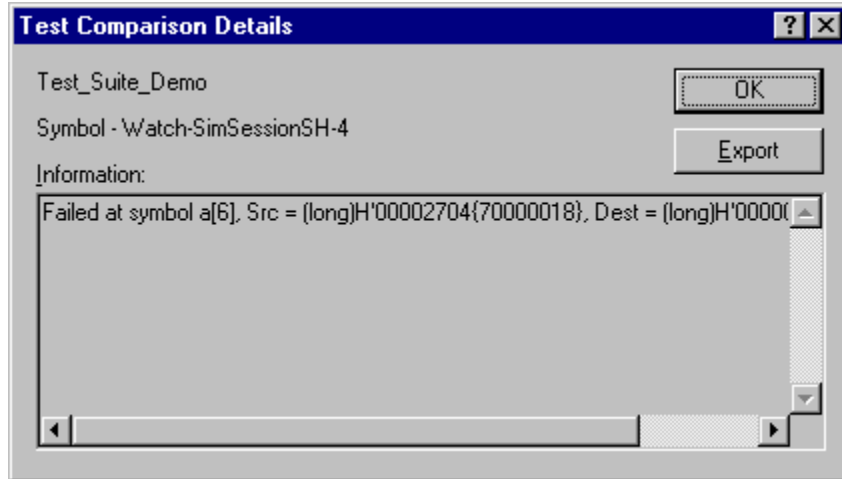 Test Comparison Details
Test_Suite_Demo
OK
Symbol - Watch-SimSessionSH-4
Export
Information:
Failed at symbol a[6], Src = (long)H'00002704{70000018}, Dest = (long)H'0000(